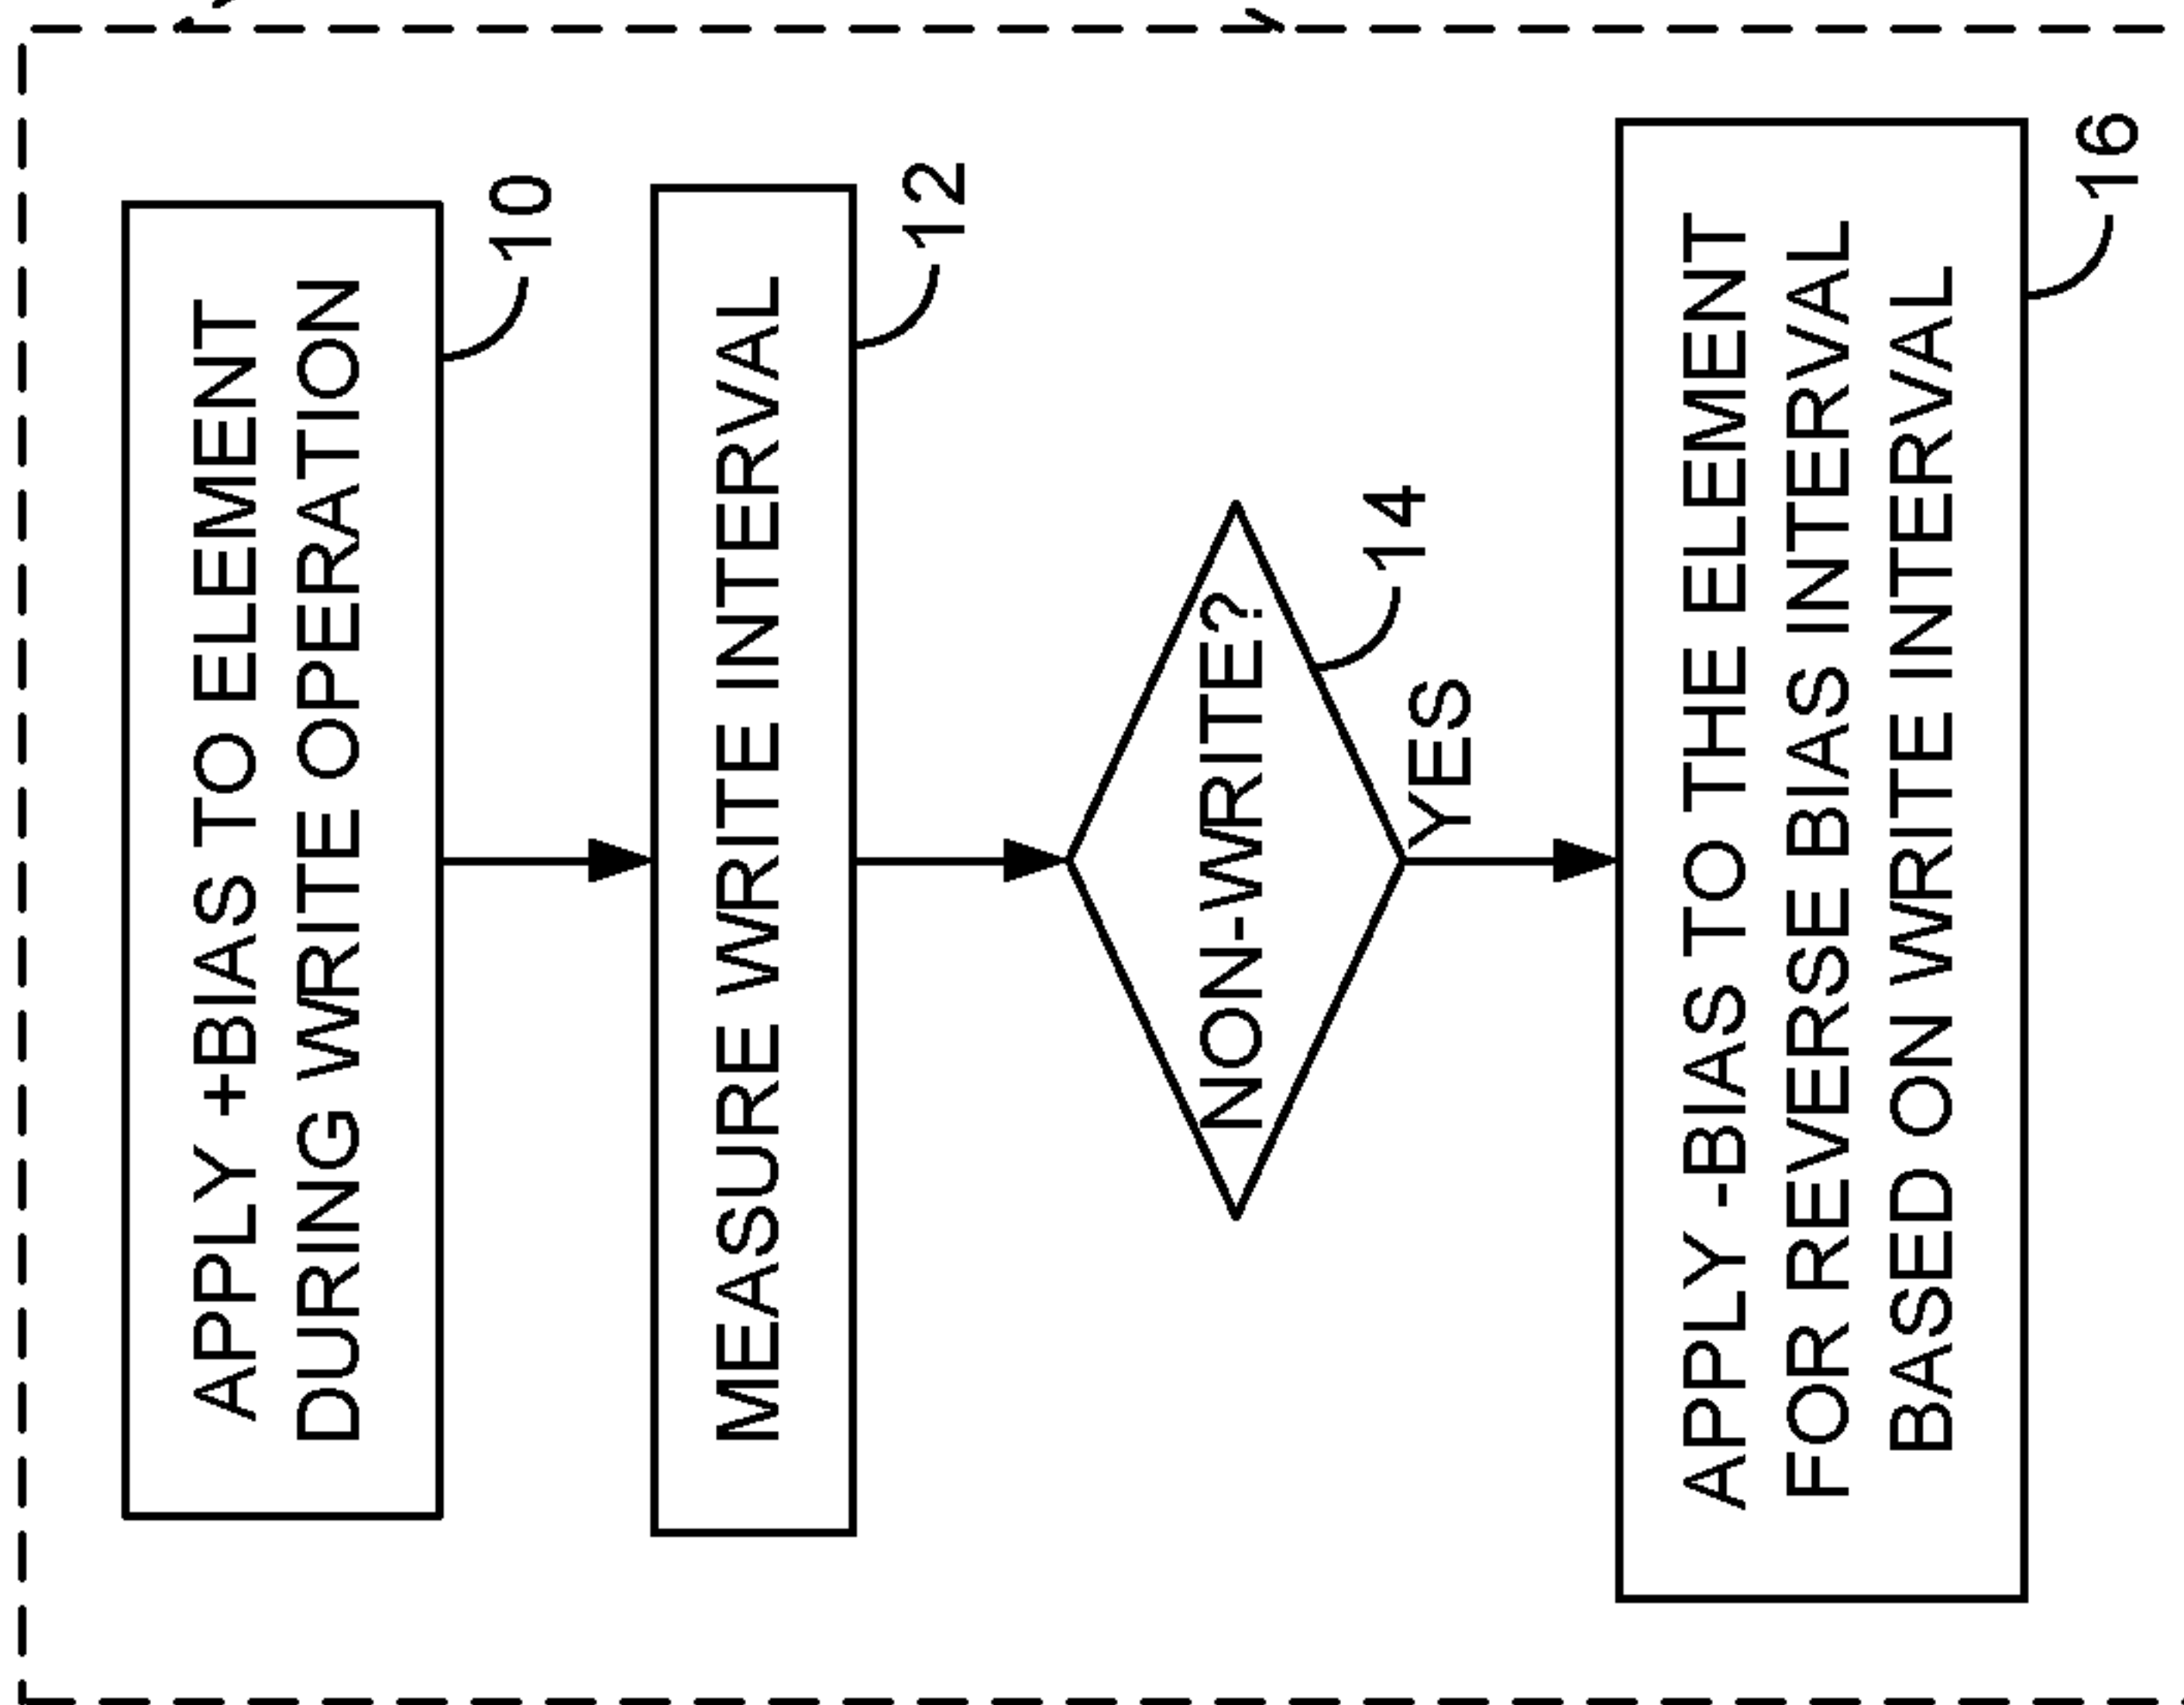 APPLY +BIAS TO ELEMENT
DURING WRITE OPERATION
10
MEASURE WRITE INTERVAL
12
NON-WRITE?
14
YES
APPLY -BIAS TO THE ELEMENT
FOR REVERSE BIAS INTERVAL
BASED ON WRITE INTERVAL
16